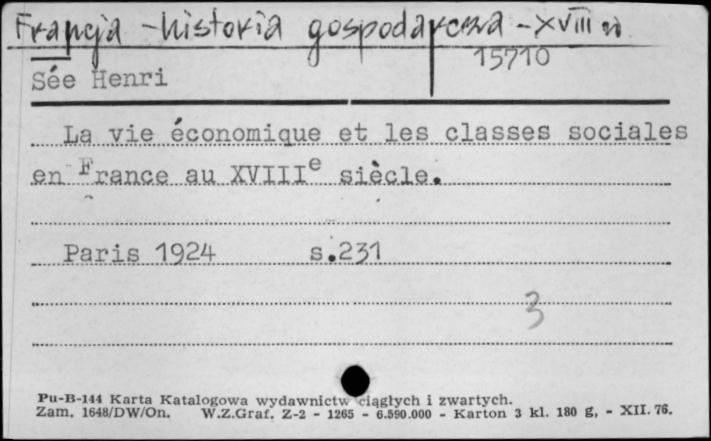 Francja - historia gospodarcza - XVIII w
15710
Sée Henri
La vie économique et les classes sociales
en France au XVIIIe siècle.
Paris 1924 s.231
3
Pu-B-144 Karta Katalogowa wydawnictw ciągłych i zwartych.
Zam. 1648/DW/On. W.Z.Graf. Z-2 - 1265 - 6.590.000 - Karton 3 kl. 180 g, - XII. 76.